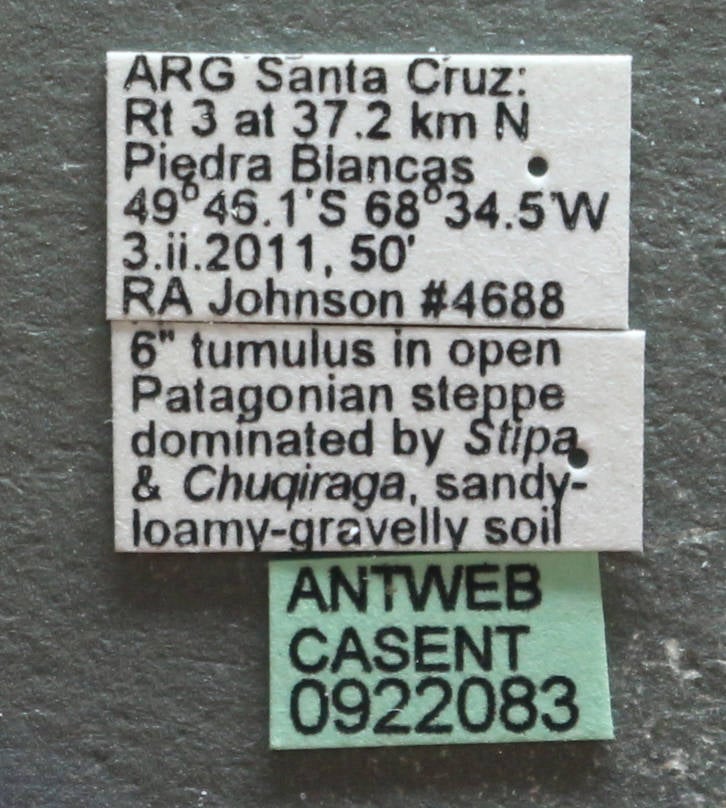 ARG Santa Cruz:
Rt 3 at 37.2 km N
Piedra Blancas
49°46.1'S 68°34.5'W
3.ii.2011, 50'
RA Johnson #4688
6" tumulus in open
Patagonian steppe
dominated by Stipa
& Chuqiraga, sandy-
loamy-gravelly soil
ANTWEB
CASENT
0922083